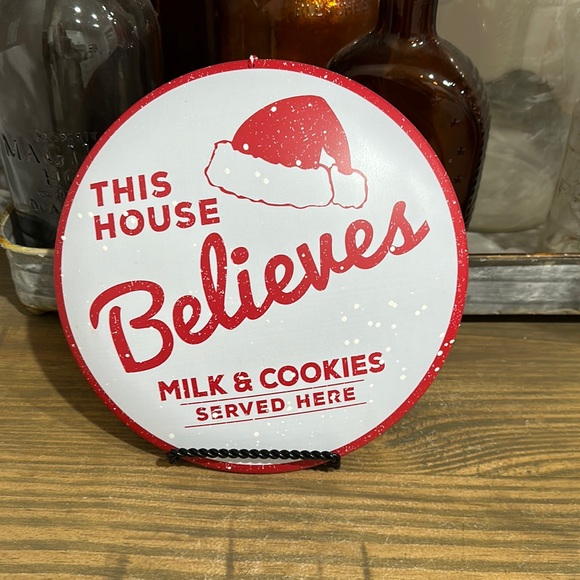 THIS
HOUSE
Believes
MILK & COOKIES
SERVED HERE